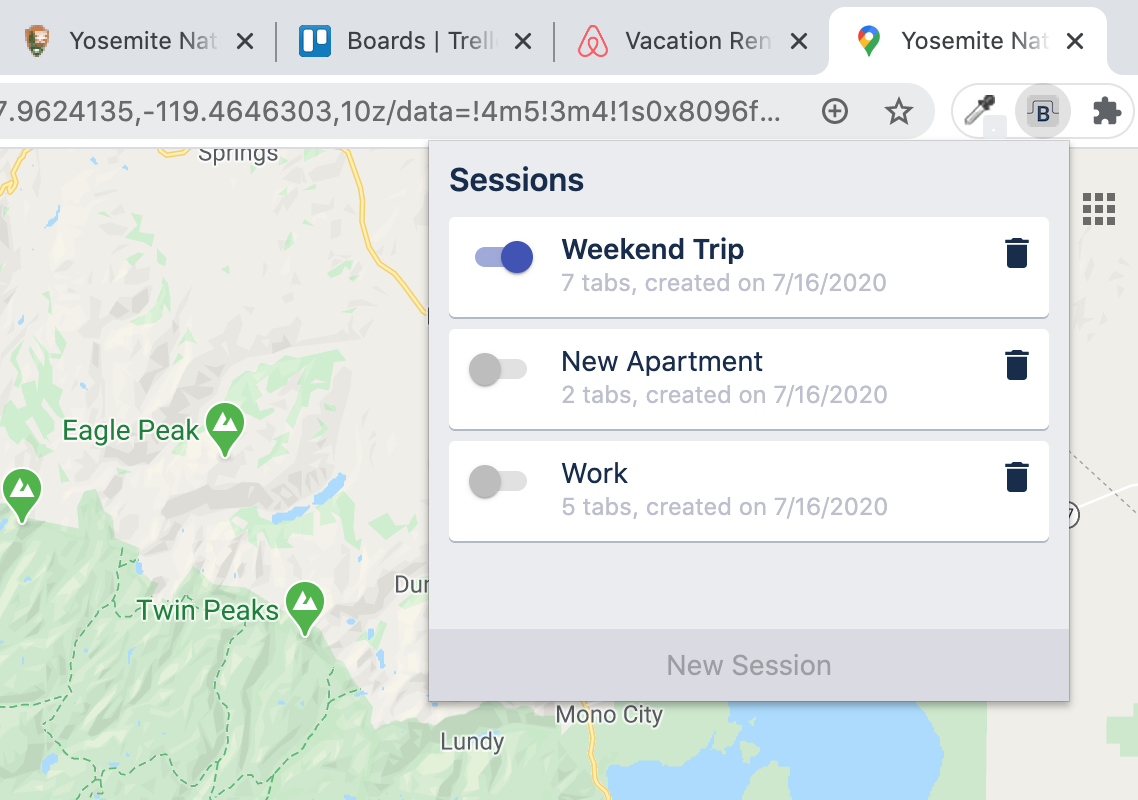 Yosemite Nat
Boards | Trell
Vacation Ren
Yosemite Nat
7.9624135,-119.4646303,10z/data=!4m5!3m4!1s0x8096f...
B
Springs
Sessions
Weekend Trip
7 tabs, created on 7/16/2020
New Apartment
2 tabs, created on 7/16/2020
Eagle Peak
Work
5 tabs, created on 7/16/2020
Dun
Twin Peaks
New Session
Mono City
Lundy